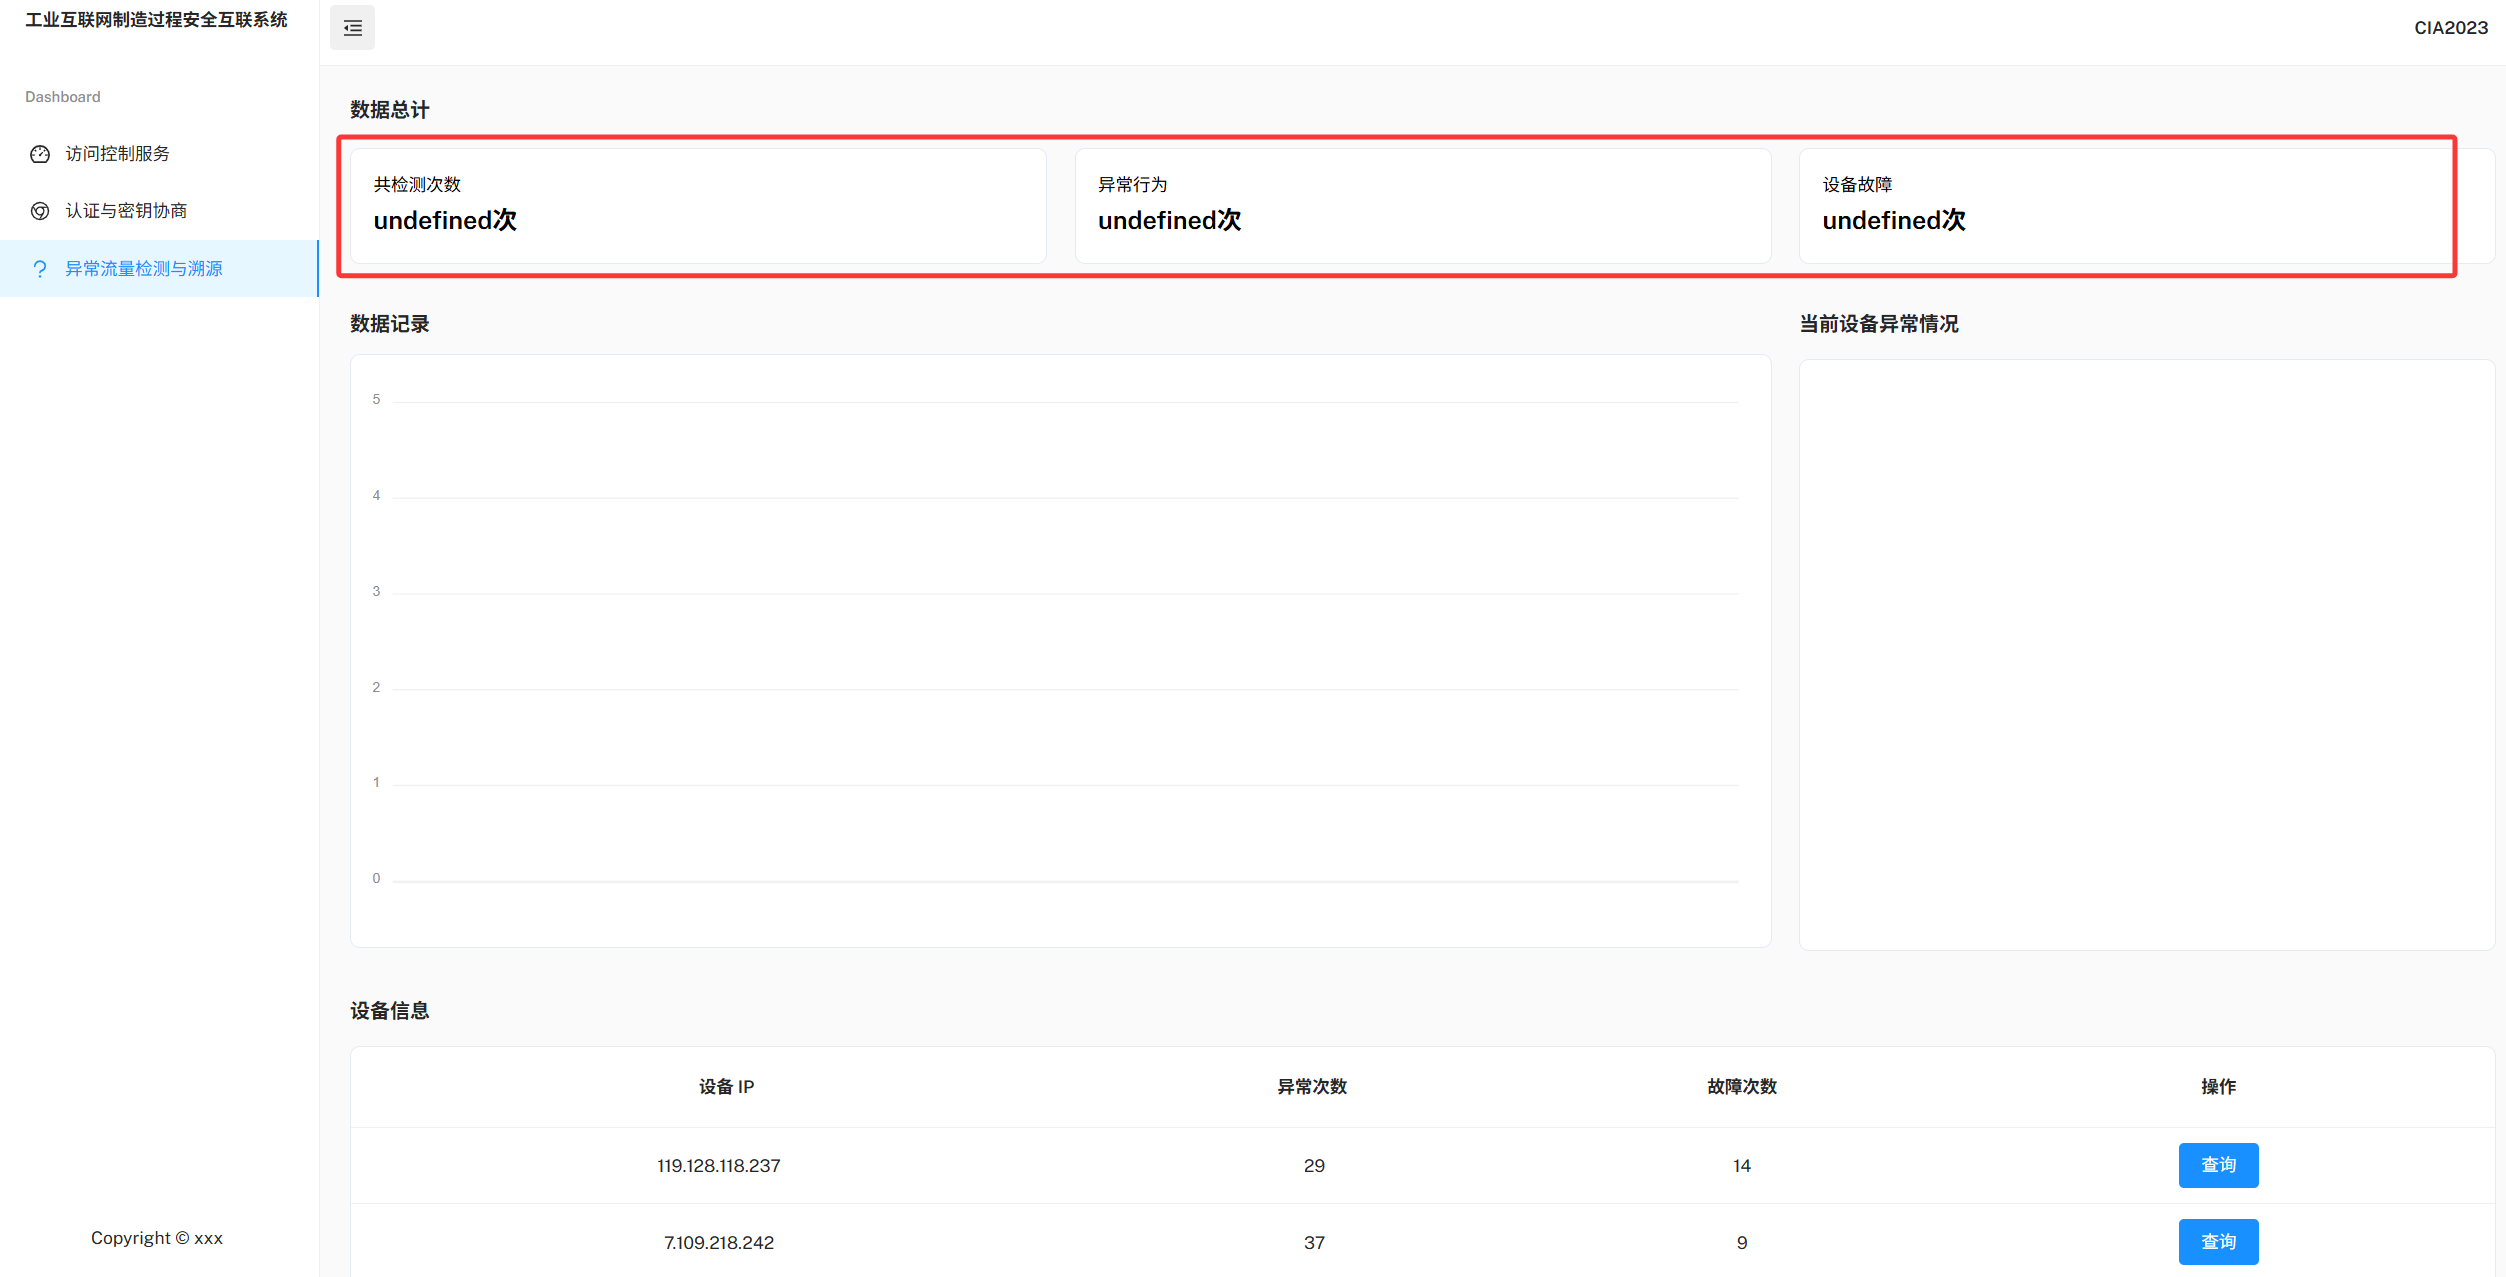 工业互联网制造过程安全互联系统
CIA2023
Dashboard
访问控制服务
认证与密钥协商
异常流量检测与溯源
数据总计
共检测次数
undefined次
异常行为
undefined次
设备故障
undefined次
数据记录
5
4
3
2
1
0
当前设备异常情况
设备信息
设备 IP 异常次数 故障次数 操作
119.128.118.237 29 14 查询
7.109.218.242 37 9 查询
Copyright © xxx